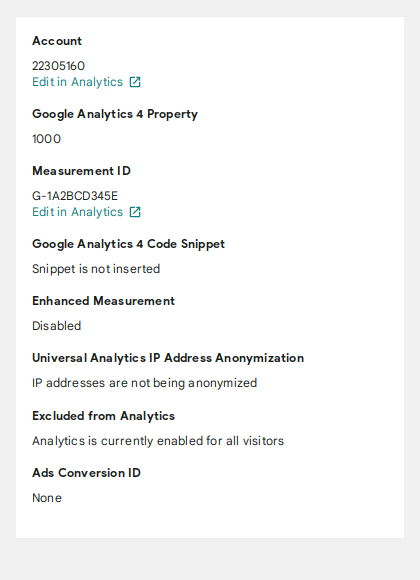 Account
22305160
Edit in Analytics
Google Analytics 4 Property
1000
Measurement ID
G-1A2BCD345E
Edit in Analytics
Google Analytics 4 Code Snippet
Snippet is not inserted
Enhanced Measurement
Disabled
Universal Analytics IP Address Anonymization
IP addresses are not being anonymized
Excluded from Analytics
Analytics is currently enabled for all visitors
Ads Conversion ID
None